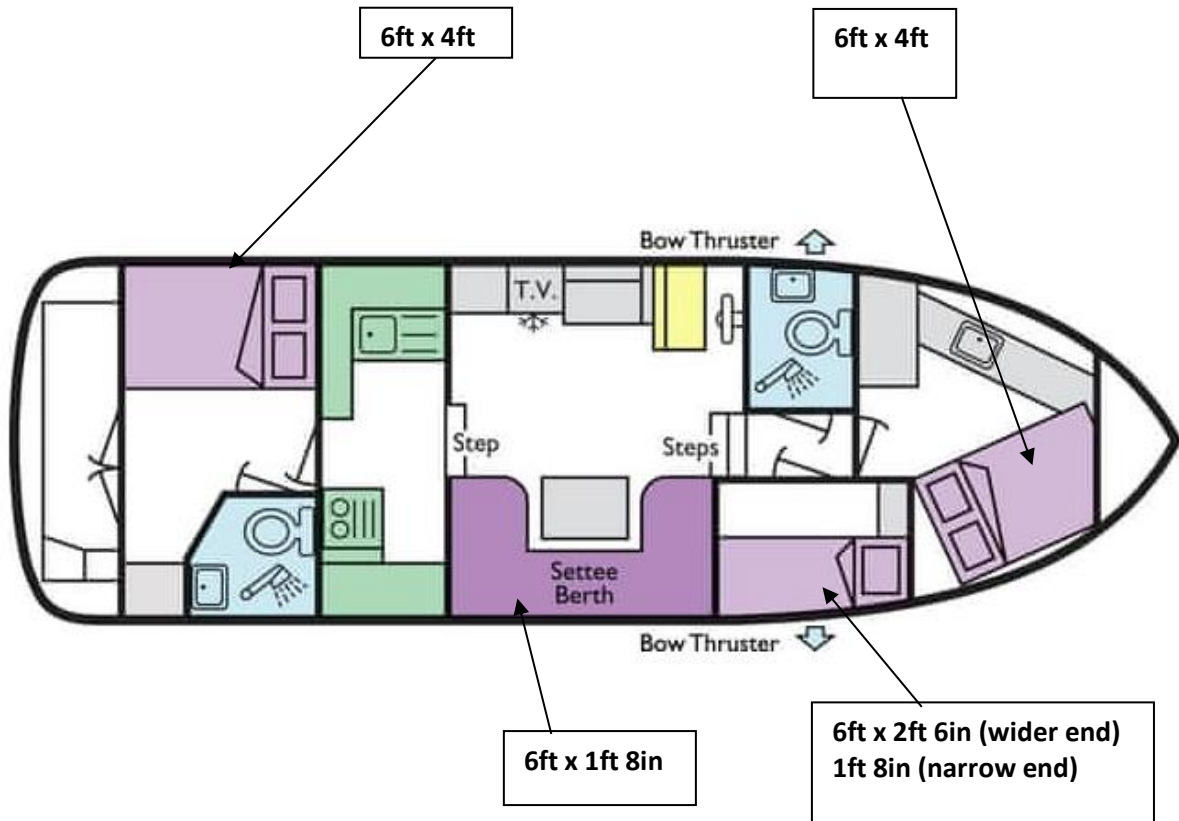 6ft x 4ft
6ft x 4ft
Bow Thruster
T.V.
Step
Steps
Settee
Berth
Bow Thruster
6ft x 1ft 8in
6ft x 2ft 6in (wider end)
1ft 8in (narrow end)